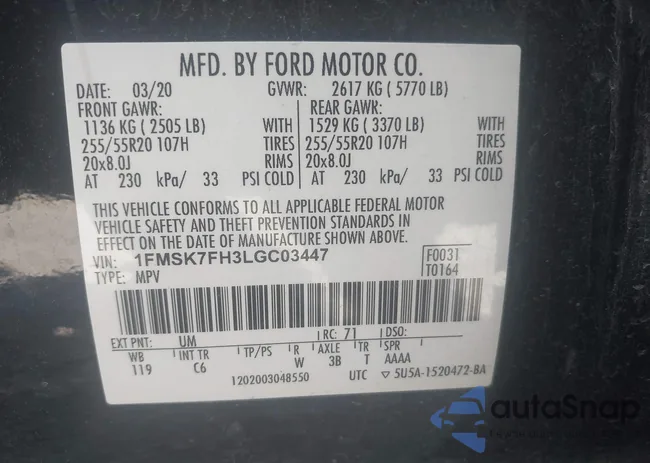 MFD. BY FORD MOTOR CO.
DATE: 03/20 GVWR: 2617 KG ( 5770 LB)
FRONT GAWR: REAR GAWR:
1136 KG ( 2505 LB) WITH 1529 KG ( 3370 LB) WITH
255/55R20 107H TIRES 255/55R20 107H TIRES
20x8.0J RIMS 20x8.0J RIMS
AT 230 kPa/ 33 PSI COLD AT 230 kPa/ 33 PSI COLD
THIS VEHICLE CONFORMS TO ALL APPLICABLE FEDERAL MOTOR
VEHICLE SAFETY AND THEFT PREVENTION STANDARDS IN
EFFECT ON THE DATE OF MANUFACTURE SHOWN ABOVE.
VIN: 1FMSK7FH3LGC03447 F0031
TYPE: MPV T0164
EXT PNT: UM RC: 71 DSO:
WB INT TR TP/PS R AXLE TR SPR
119 C6 W 3B T AAAA
1202003048550 UTC ▽ 5U5A-1520472-BA
autoSnap